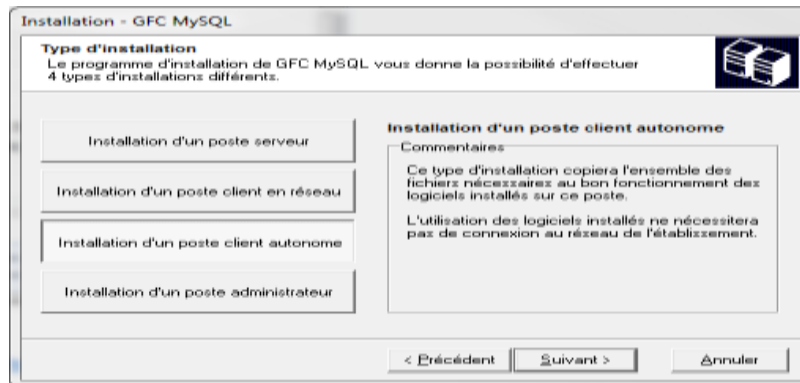 Installation - GFC MySQL
Type d'installation
Le programme d'installation de GFC MySQL vous donne la possibilité d'effectuer
4 types d'installations différents.
Installation d'un poste serveur
Installation d'un poste client en réseau
Installation d'un poste client autonome
Installation d'un poste administrateur
Installation d'un poste client autonome
Commentaires
Ce type d'installation copiera l'ensemble des
fichiers nécessaires au bon fonctionnement des
logiciels installés sur ce poste.
L'utilisation des logiciels installés ne nécessitera
pas de connexion au réseau de l'établissement.
< Précédent
Suivant >
Annuler